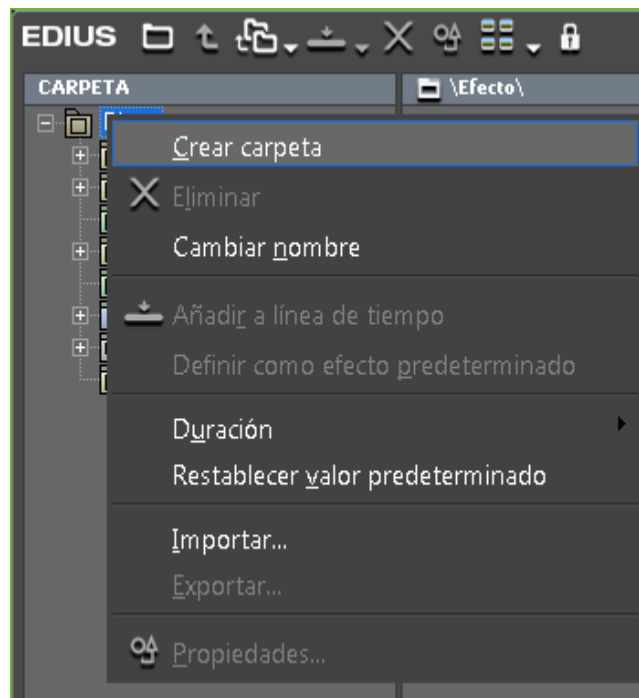 EDIUS
CARPETA
\Efecto\
Crear carpeta
Eliminar
Cambiar nombre
Añadir a línea de tiempo
Definir como efecto predeterminado
Duración
Restablecer valor predeterminado
Importar...
Exportar...
Propiedades...